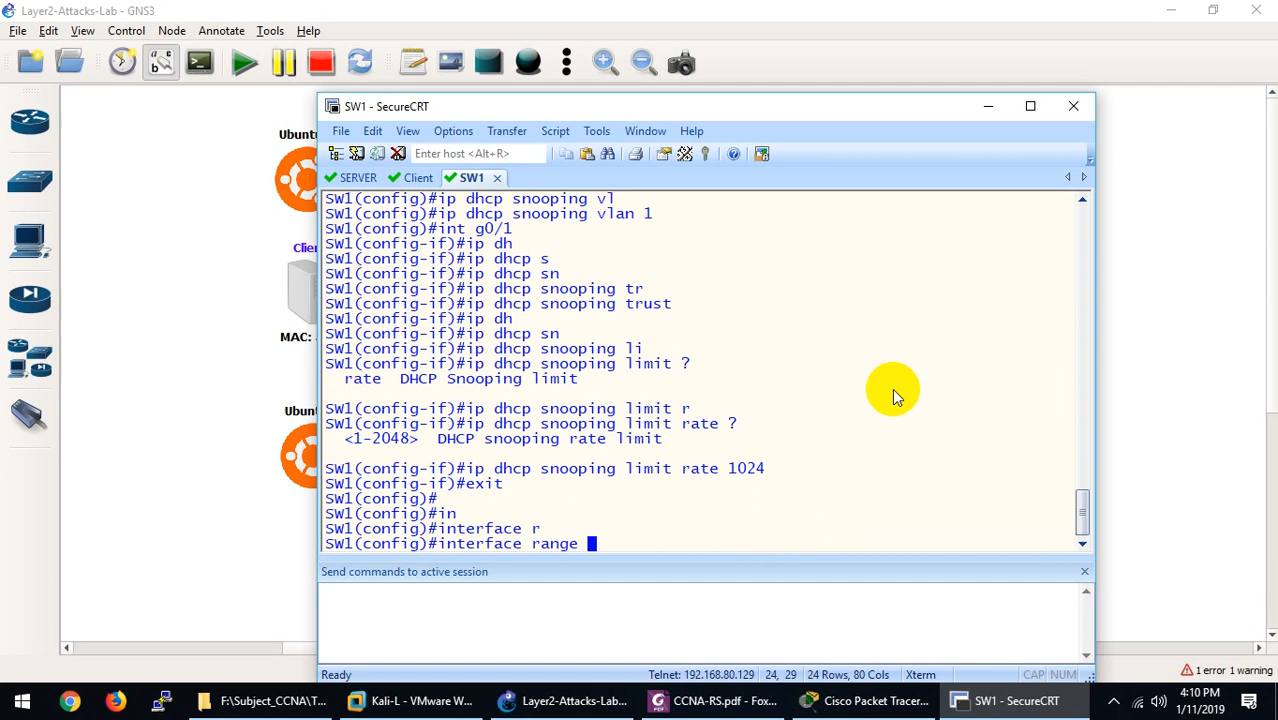 Layer2-Attacks-Lab - GNS3
File Edit View Control Node Annotate Tools Help
Ubuntu
Clie
MAC:
Ubunt
SW1 - SecureCRT
File Edit View Options Transfer Script Tools Window Help
Enter host <Alt+R>
SERVER Client SW1
SW1(config)#ip dhcp snooping vl
SW1(config)#ip dhcp snooping vlan 1
SW1(config)#int g0/1
SW1(config-if)#ip dh
SW1(config-if)#ip dhcp s
SW1(config-if)#ip dhcp sn
SW1(config-if)#ip dhcp snooping tr
SW1(config-if)#ip dhcp snooping trust
SW1(config-if)#ip dh
SW1(config-if)#ip dhcp sn
SW1(config-if)#ip dhcp snooping li
SW1(config-if)#ip dhcp snooping limit ?
rate DHCP Snooping limit
SW1(config-if)#ip dhcp snooping limit r
SW1(config-if)#ip dhcp snooping limit rate ?
<1-2048> DHCP snooping rate limit
SW1(config-if)#ip dhcp snooping limit rate 1024
SW1(config-if)#exit
SW1(config)#
SW1(config)#in
SW1(config)#interface r
SW1(config)#interface range
Send commands to active session
Ready Telnet: 192.168.80.129 24, 29 24 Rows, 80 Cols Xterm CAP NUM
1 error 1 warning
F:\Subject_CCNA\T... Kali-L - VMware W... Layer2-Attacks-Lab... CCNA-RS.pdf - Fox... Cisco Packet Tracer... SW1 - SecureCRT
4:10 PM
1/11/2019